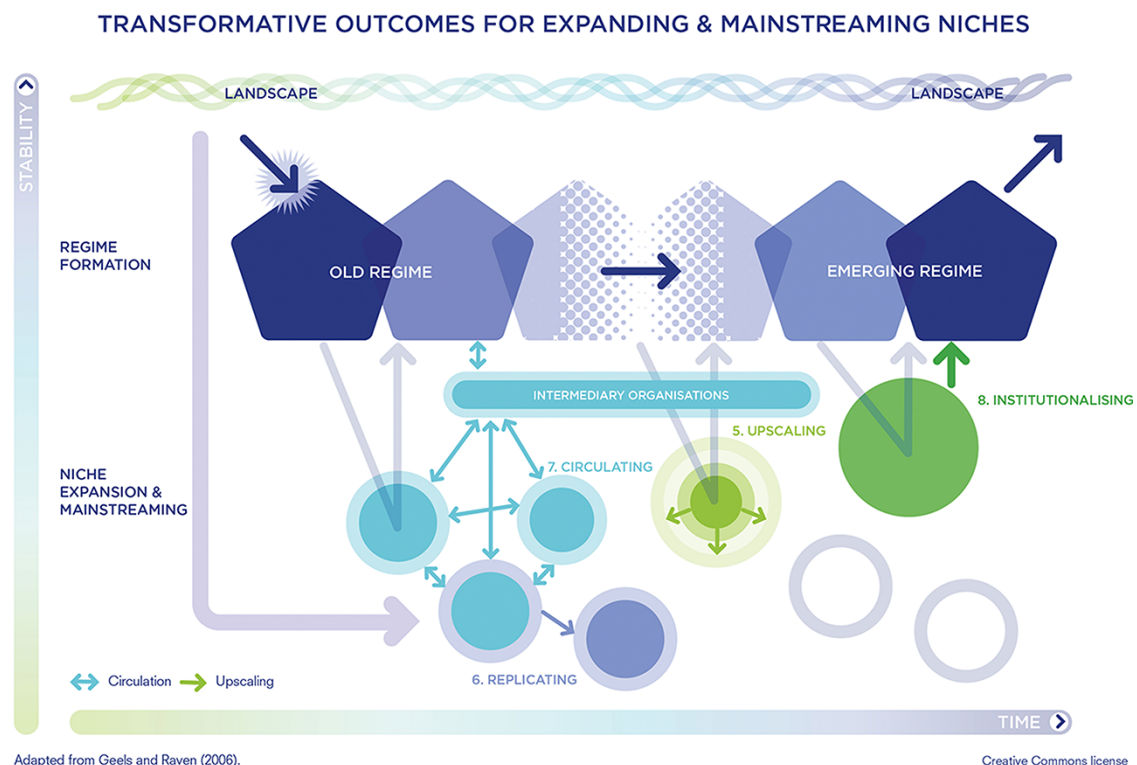 TRANSFORMATIVE OUTCOMES FOR EXPANDING & MAINSTREAMING NICHES
STABILITY
LANDSCAPE
LANDSCAPE
REGIME
FORMATION
OLD REGIME
EMERGING REGIME
INTERMEDIARY ORGANISATIONS
8. INSTITUTIONALISING
5. UPSCALING
7. CIRCULATING
NICHE
EXPANSION &
MAINSTREAMING
6. REPLICATING
Circulation
Upscaling
TIME
Adapted from Geels and Raven (2006).
Creative Commons license